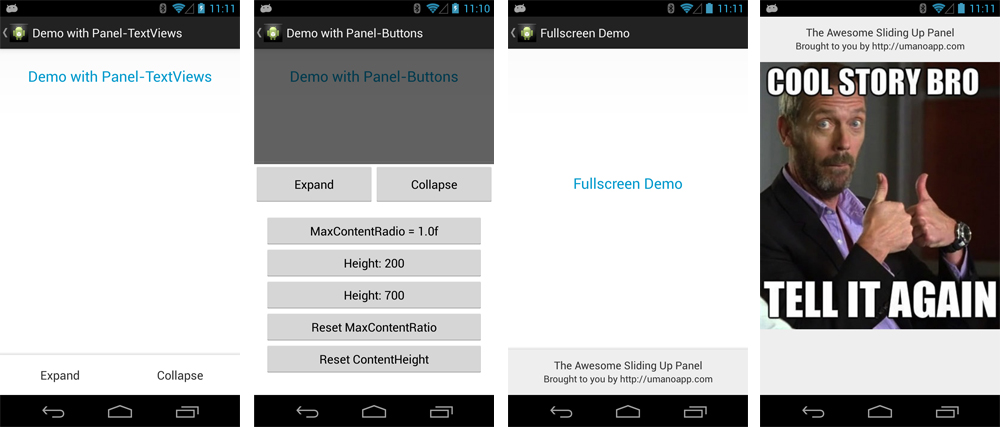 11:11
Demo with Panel-TextViews
Demo with Panel-TextViews
Expand Collapse
11:10
Demo with Panel-Buttons
Demo with Panel-Buttons
Expand Collapse
MaxContentRadio = 1.0f
Height: 200
Height: 700
Reset MaxContentRatio
Reset ContentHeight
11:11
Fullscreen Demo
Fullscreen Demo
The Awesome Sliding Up Panel
Brought to you by http://umanoapp.com
11:11
The Awesome Sliding Up Panel
Brought to you by http://umanoapp.com
COOL STORY BRO
TELL IT AGAIN